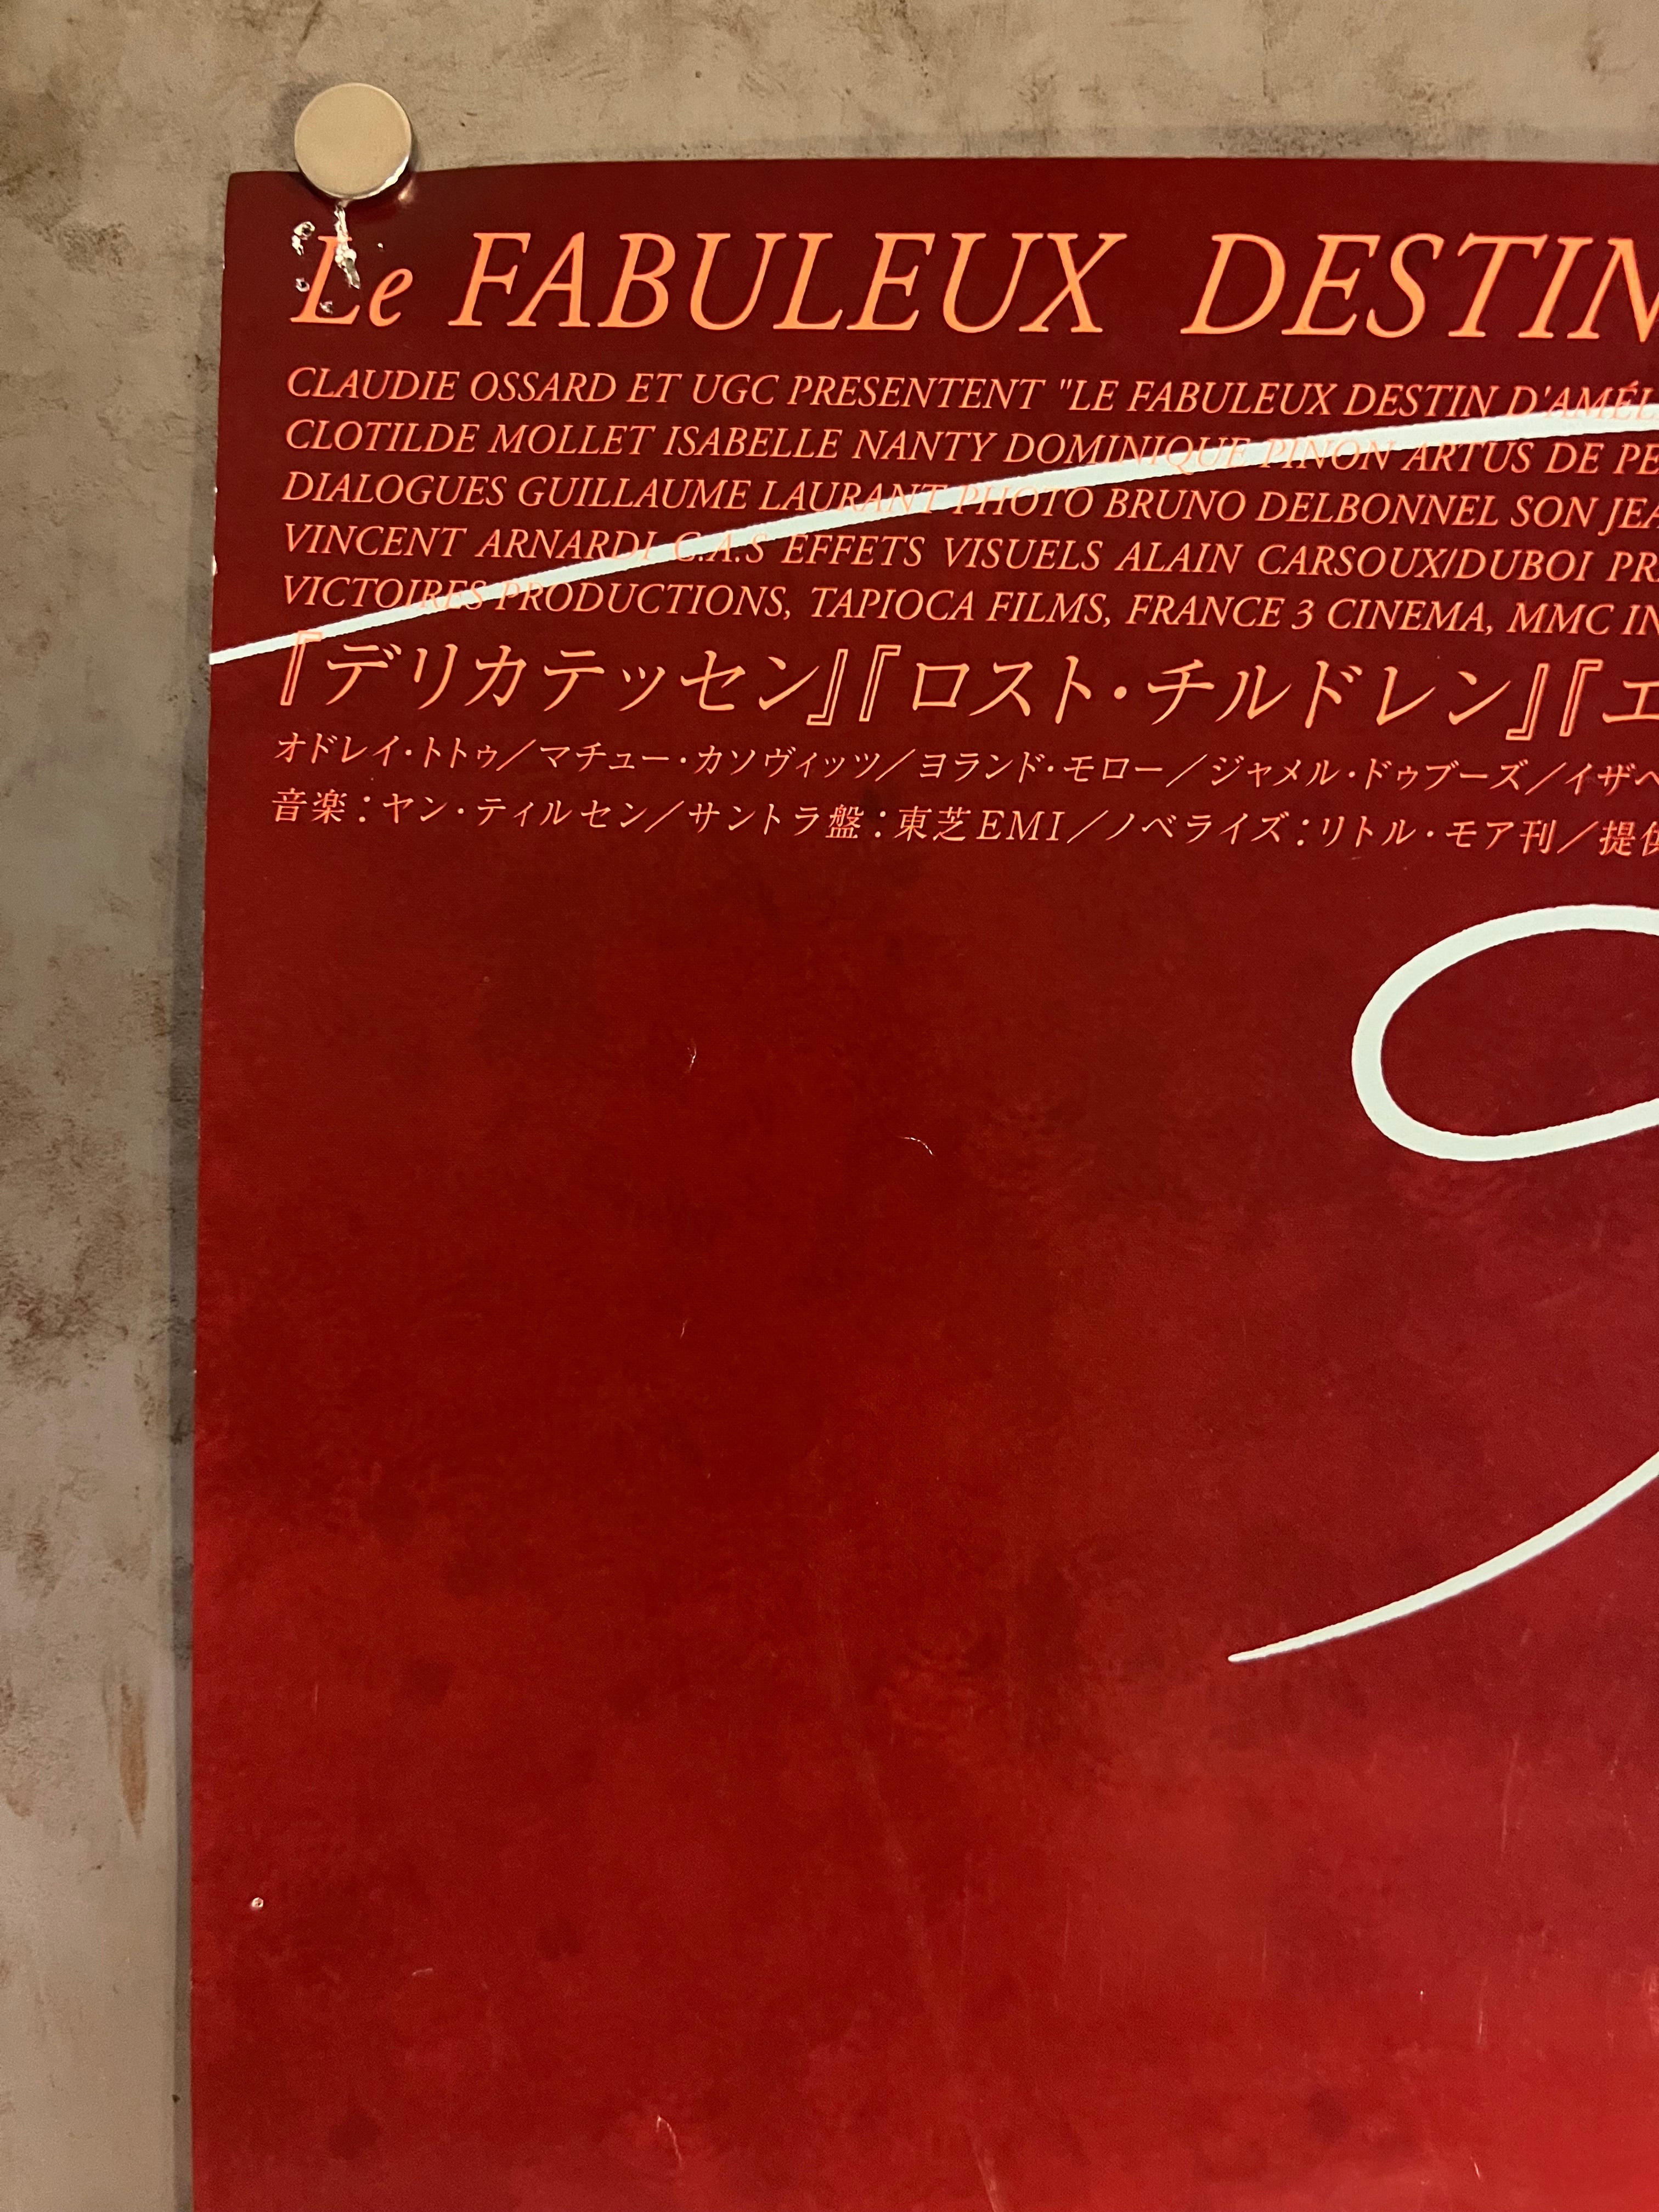 Le FABULEUX DESTIN
CLAUDIE OSSARD ET UGC PRESENTENT "LE FABULEUX DESTIN D'AMÉL
CLOTILDE MOLLET ISABELLE NANTY DOMINIQUE PINON ARTUS DE PE
DIALOGUES GUILLAUME LAURANT PHOTO BRUNO DELBONNEL SON JEA
VINCENT ARNARDI C.A.S EFFETS VISUELS ALAIN CARSOUX/DUBOI PR
VICTOIRES PRODUCTIONS, TAPIOCA FILMS, FRANCE 3 CINEMA, MMC IN
『デリカテッセン』『ロスト・チルドレン』『エ
オドレイ・トトゥ／マチュー・カソヴィッツ／ヨランド・モロー／ジャメル・ドゥブーズ／イザベ
音楽：ヤン・ティルセン／サントラ盤：東芝EMI／ノベライズ：リトル・モア刊／提供